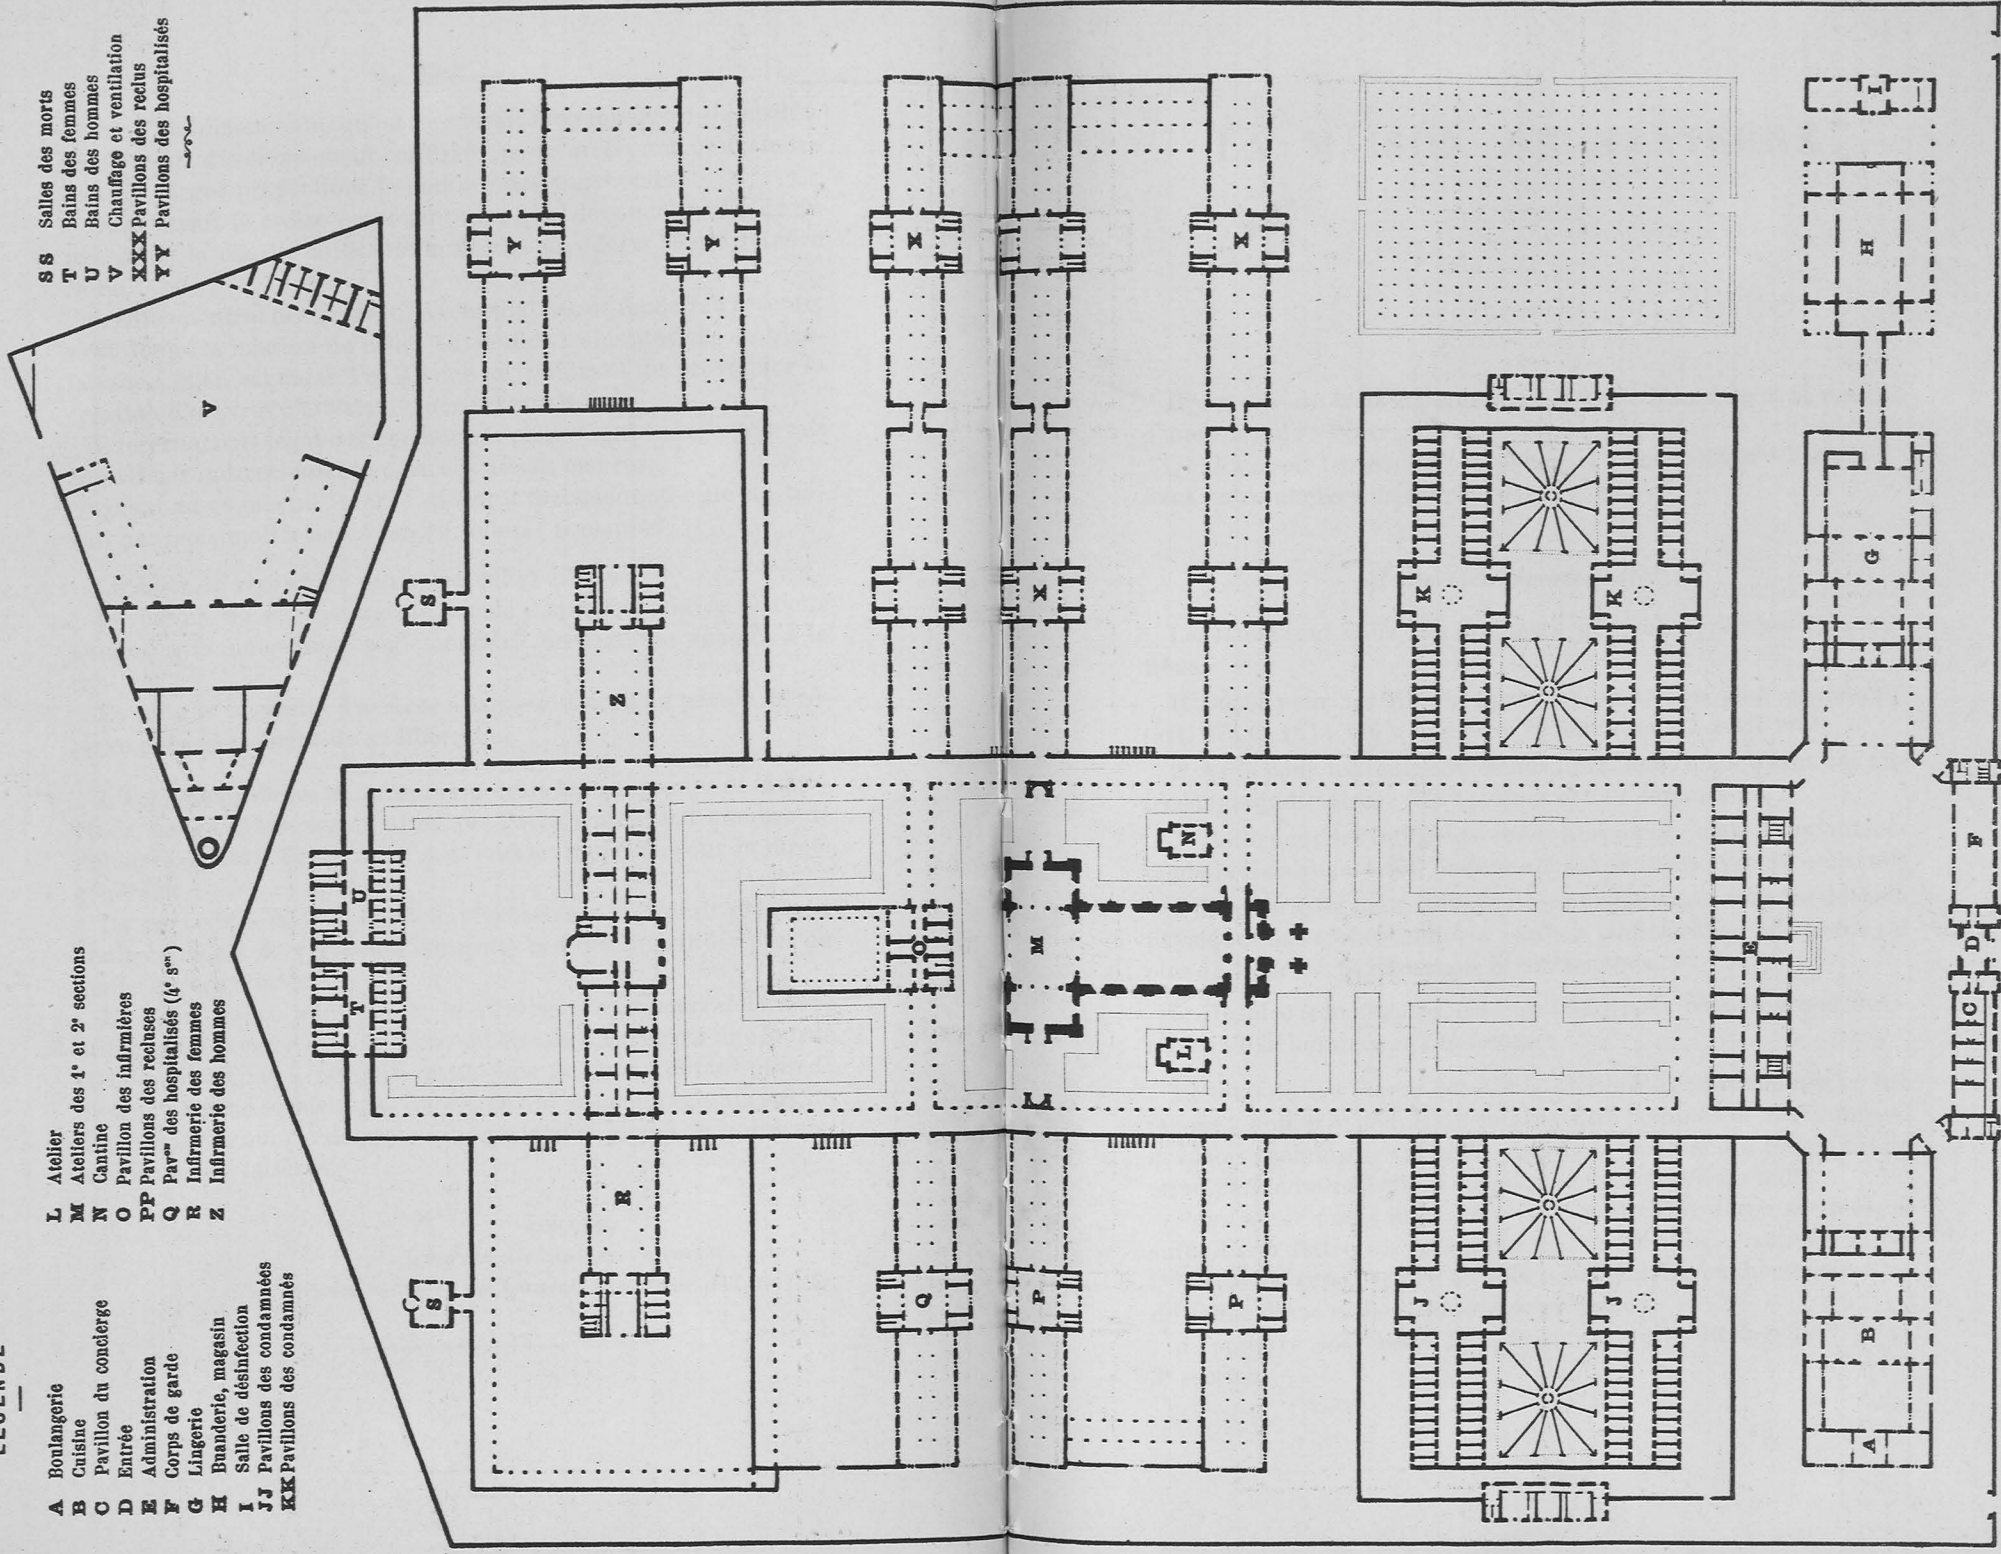 LÉGENDE
A Boulangerie
B Cuisine
C Pavillon du concierge
D Entrée
E Administration
F Corps de garde
G Lingerie
H Buanderie, magasin
I Salle de désinfection
JJ Pavillons des condamnées
KK Pavillons des condamnés
L Atelier
M Ateliers des 1e et 2e sections
N Cantine
O Pavillon des infirmières
PP Pavillons des recluses
Q Pavons des hospitalisés (4e son)
R Infirmerie des femmes
Z Infirmerie des hommes
SS Salles des morts
T Bains des femmes
U Bains des hommes
V Chauffage et ventilation
XXX Pavillons des reclus
YY Pavillons des hospitalisés
V
S
S
Y
Y
X
X
X
Z
R
U
T
O
M
N
L
Q
P
P
K
K
J
J
I
H
G
F
E
D
C
B
A